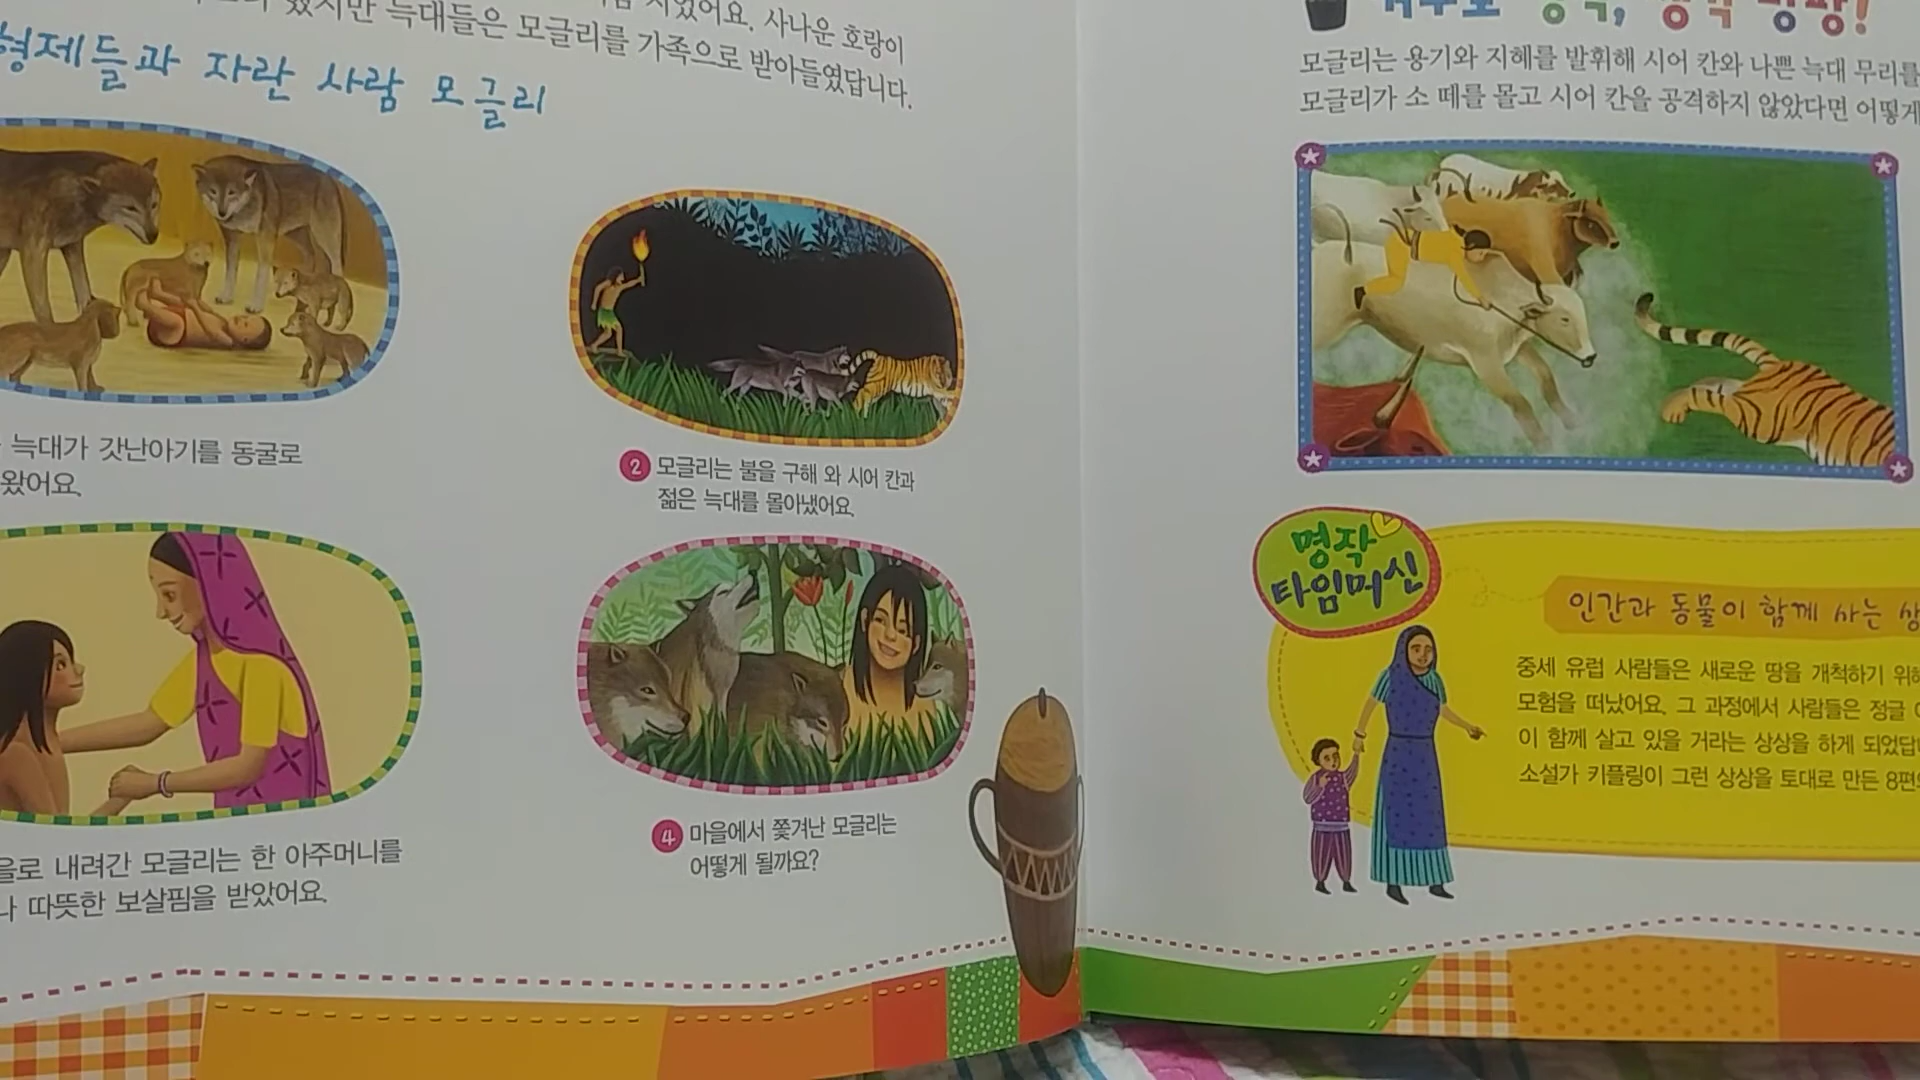 지었어요. 사나운 호랑이
했지만 늑대들은 모글리를 가족으로 받아들였답니다.
형제들과 자란 사람 모글리
늑대가 갓난아기를 동굴로
왔어요.
2 모글리는 불을 구해 와 시어 칸과
젊은 늑대를 몰아냈어요.
내려간 모글리는 한 아주머니를
따뜻한 보살핌을 받았어요.
4 마을에서 쫓겨난 모글리는
어떻게 될까요?
모글리는 용기와 지혜를 발휘해 시어 칸와 나쁜 늑대 무리를
모글리가 소 떼를 몰고 시어 칸을 공격하지 않았다면 어떻게
명작
타임머신
인간과 동물이 함께 사는
중세 유럽 사람들은 새로운 땅을 개척하기 위해
모험을 떠났어요. 그 과정에서 사람들은 정글
이 함께 살고 있을 거라는 상상을 하게 되었답
소설가 키플링이 그런 상상을 토대로 만든 8편